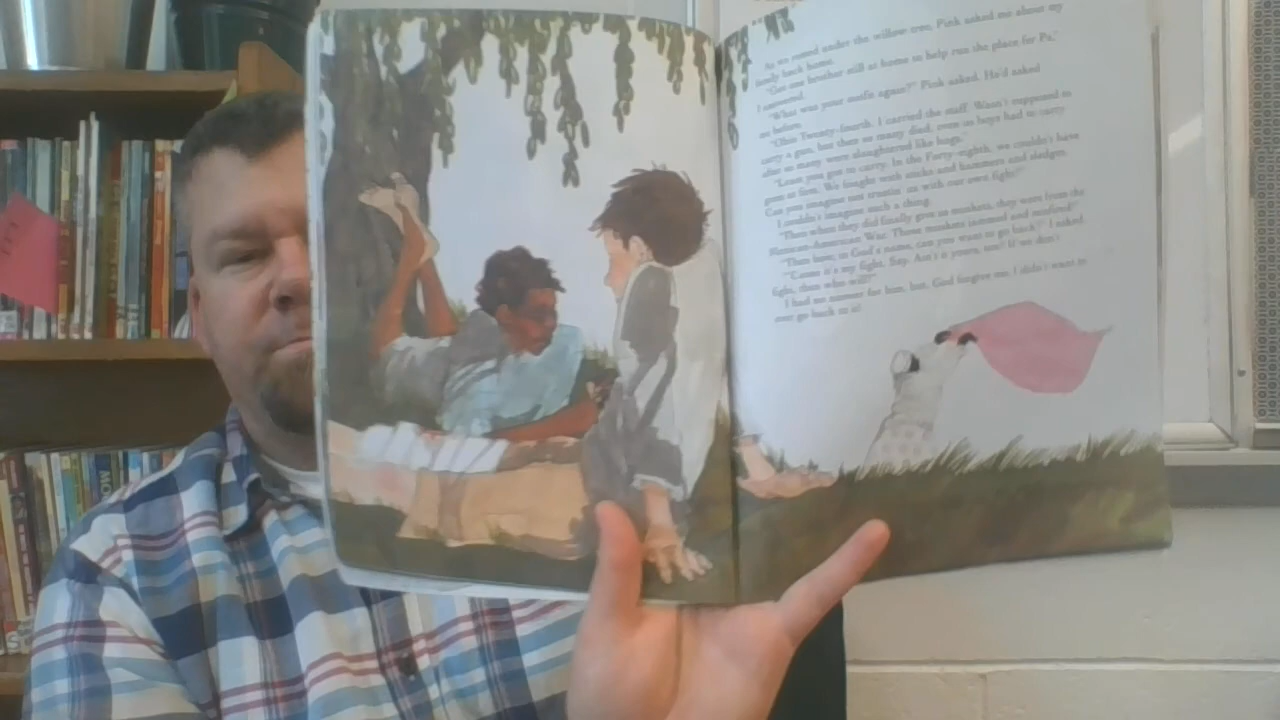 As we rested under the willow tree, Pink asked me about my
family back home.
"Got one brother still at home to help run the place for Pa,"
I answered.
"What was your outfit again?" Pink asked. He'd asked
me before.
"Ohio Twenty-fourth. I carried the staff. Wasn't supposed to
carry a gun, but then so many died, even us boys had to carry
after so many were slaughtered like hogs."
"Least you got to carry. In the Forty-eighth, we couldn't have
guns at first. We fought with sticks and hammers and sledges.
Can you imagine not trustin' us with our own fight?"
I couldn't imagine such a thing.
"Then when they did finally give us muskets, they were from the
Mexican-American War. Those muskets jammed and misfired."
"Then how, in God's name, can you want to go back?" I asked.
"'Cause it's my fight, Say. Ain't it yours, too? If we don't
fight, then who will?"
I had no answer for him, but, God forgive me, I didn't want to
ever go back to it!
MO